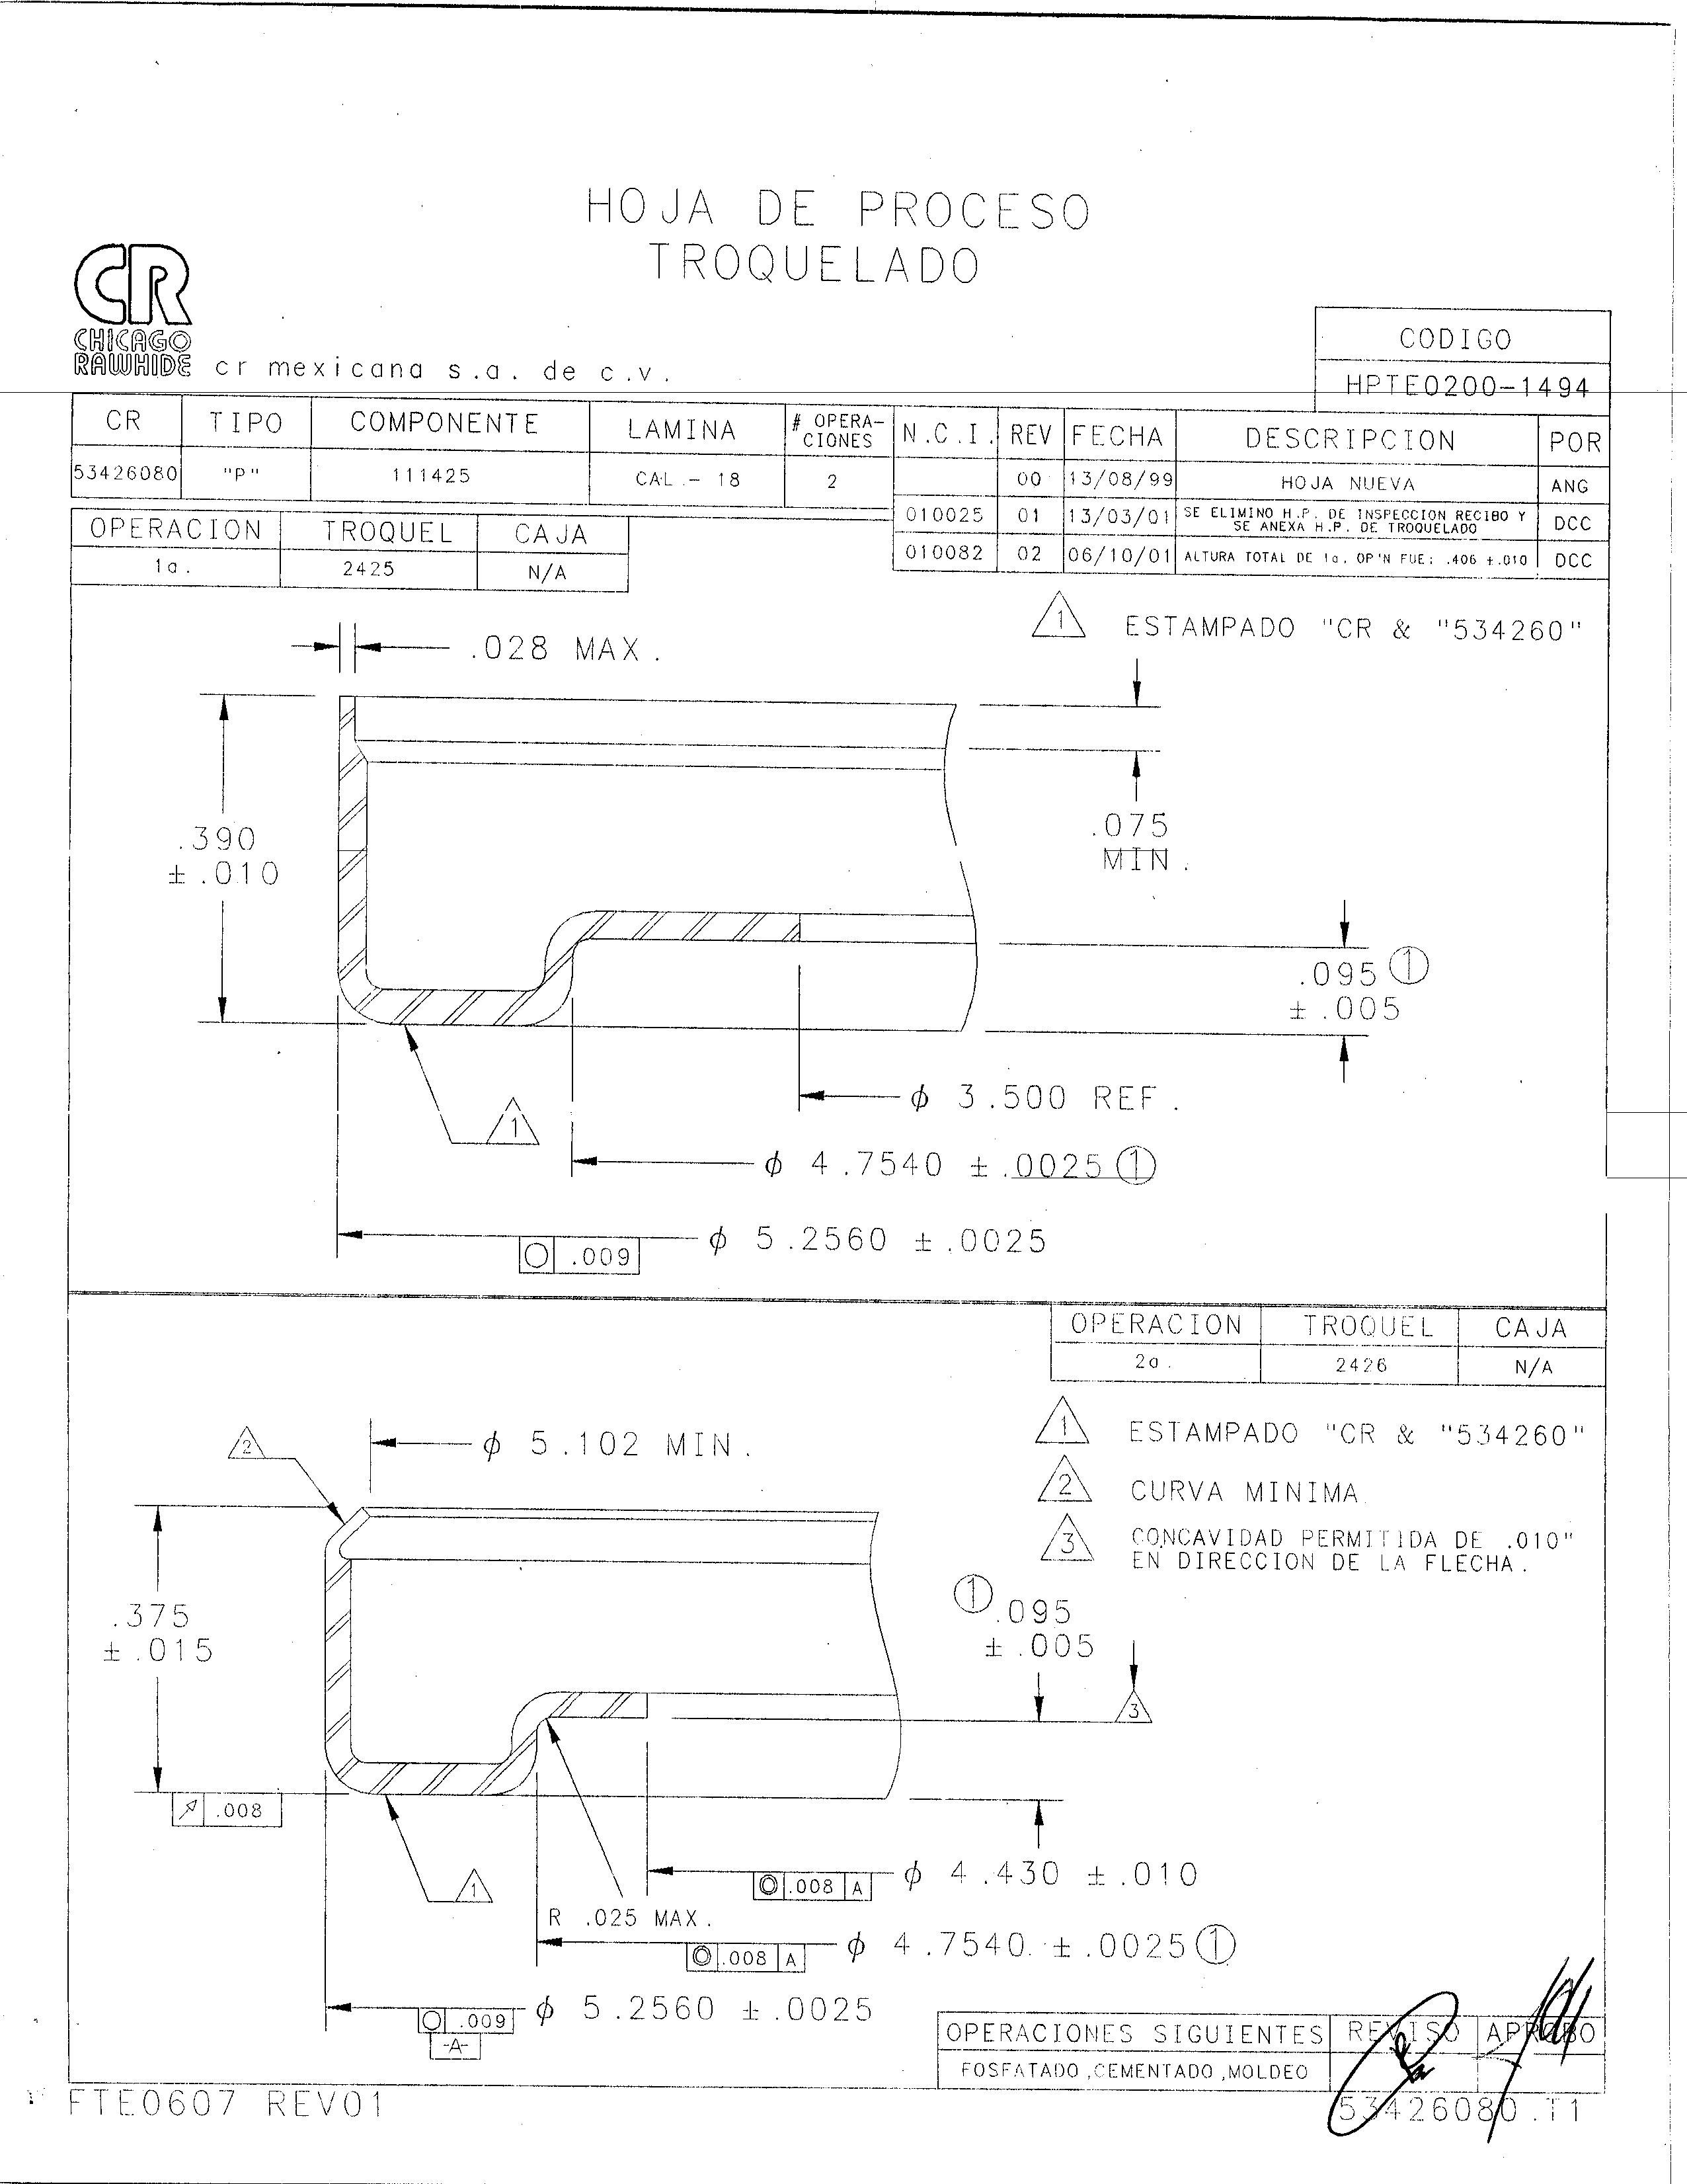 HOJA DE PROCESO
TROQUELADO
CR
CHICAGO
RAWHIDE
cr mexicana s.a. de c.v.
CODIGO
HPTE0200-1494
CR TIPO COMPONENTE LAMINA # OPERA-CIONES N.C.I. REV FECHA DESCRIPCION POR
53426080 "P" 111425 CAL.- 18 2 00 13/08/99 HOJA NUEVA ANG
010025 01 13/03/01 SE ELIMINO H.P. DE INSPECCION RECIBO Y SE ANEXA H.P. DE TROQUELADO DCC
010082 02 06/10/01 ALTURA TOTAL DE 1a. OP'N FUE: .406 ±.010 DCC
OPERACION TROQUEL CAJA
1a. 2425 N/A
1 ESTAMPADO "CR & "534260"
.028 MAX.
.390
±.010
.075
MIN.
.095 1
±.005
ϕ 3.500 REF.
1
ϕ 4.7540 ±.0025 1
ϕ 5.2560 ±.0025
○ .009
OPERACION TROQUEL CAJA
2a. 2426 N/A
1 ESTAMPADO "CR & "534260"
2 CURVA MINIMA
3 CONCAVIDAD PERMITIDA DE .010"
EN DIRECCION DE LA FLECHA.
2
ϕ 5.102 MIN.
.375
±.015
1 .095
±.005
3
↗ .008
ϕ 4.430 ±.010
◎ .008 A
1
R .025 MAX.
ϕ 4.7540 ±.0025 1
◎ .008 A
ϕ 5.2560 ±.0025
○ .009
-A-
OPERACIONES SIGUIENTES REVISO APROBO
FOSFATADO,CEMENTADO,MOLDEO
FTE0607 REV01
53426080.T1